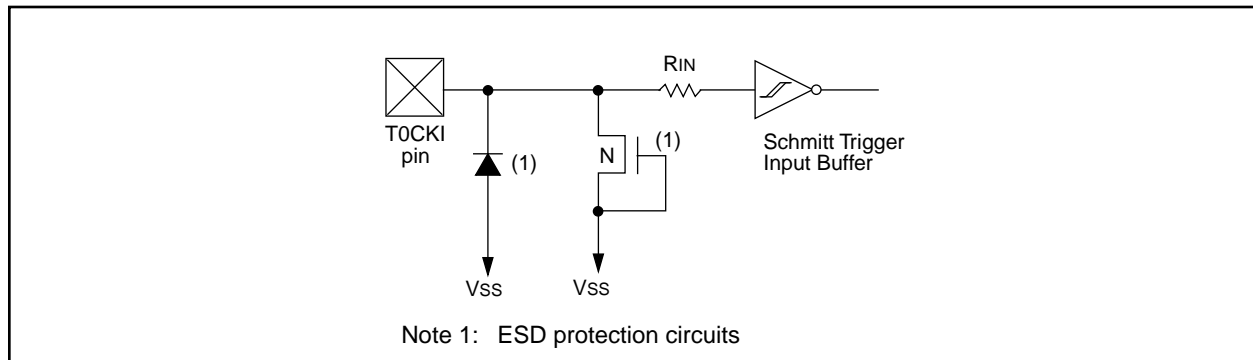 RIN
T0CKI
pin
(1)
N
(1)
Schmitt Trigger
Input Buffer
VSS
VSS
Note 1: ESD protection circuits